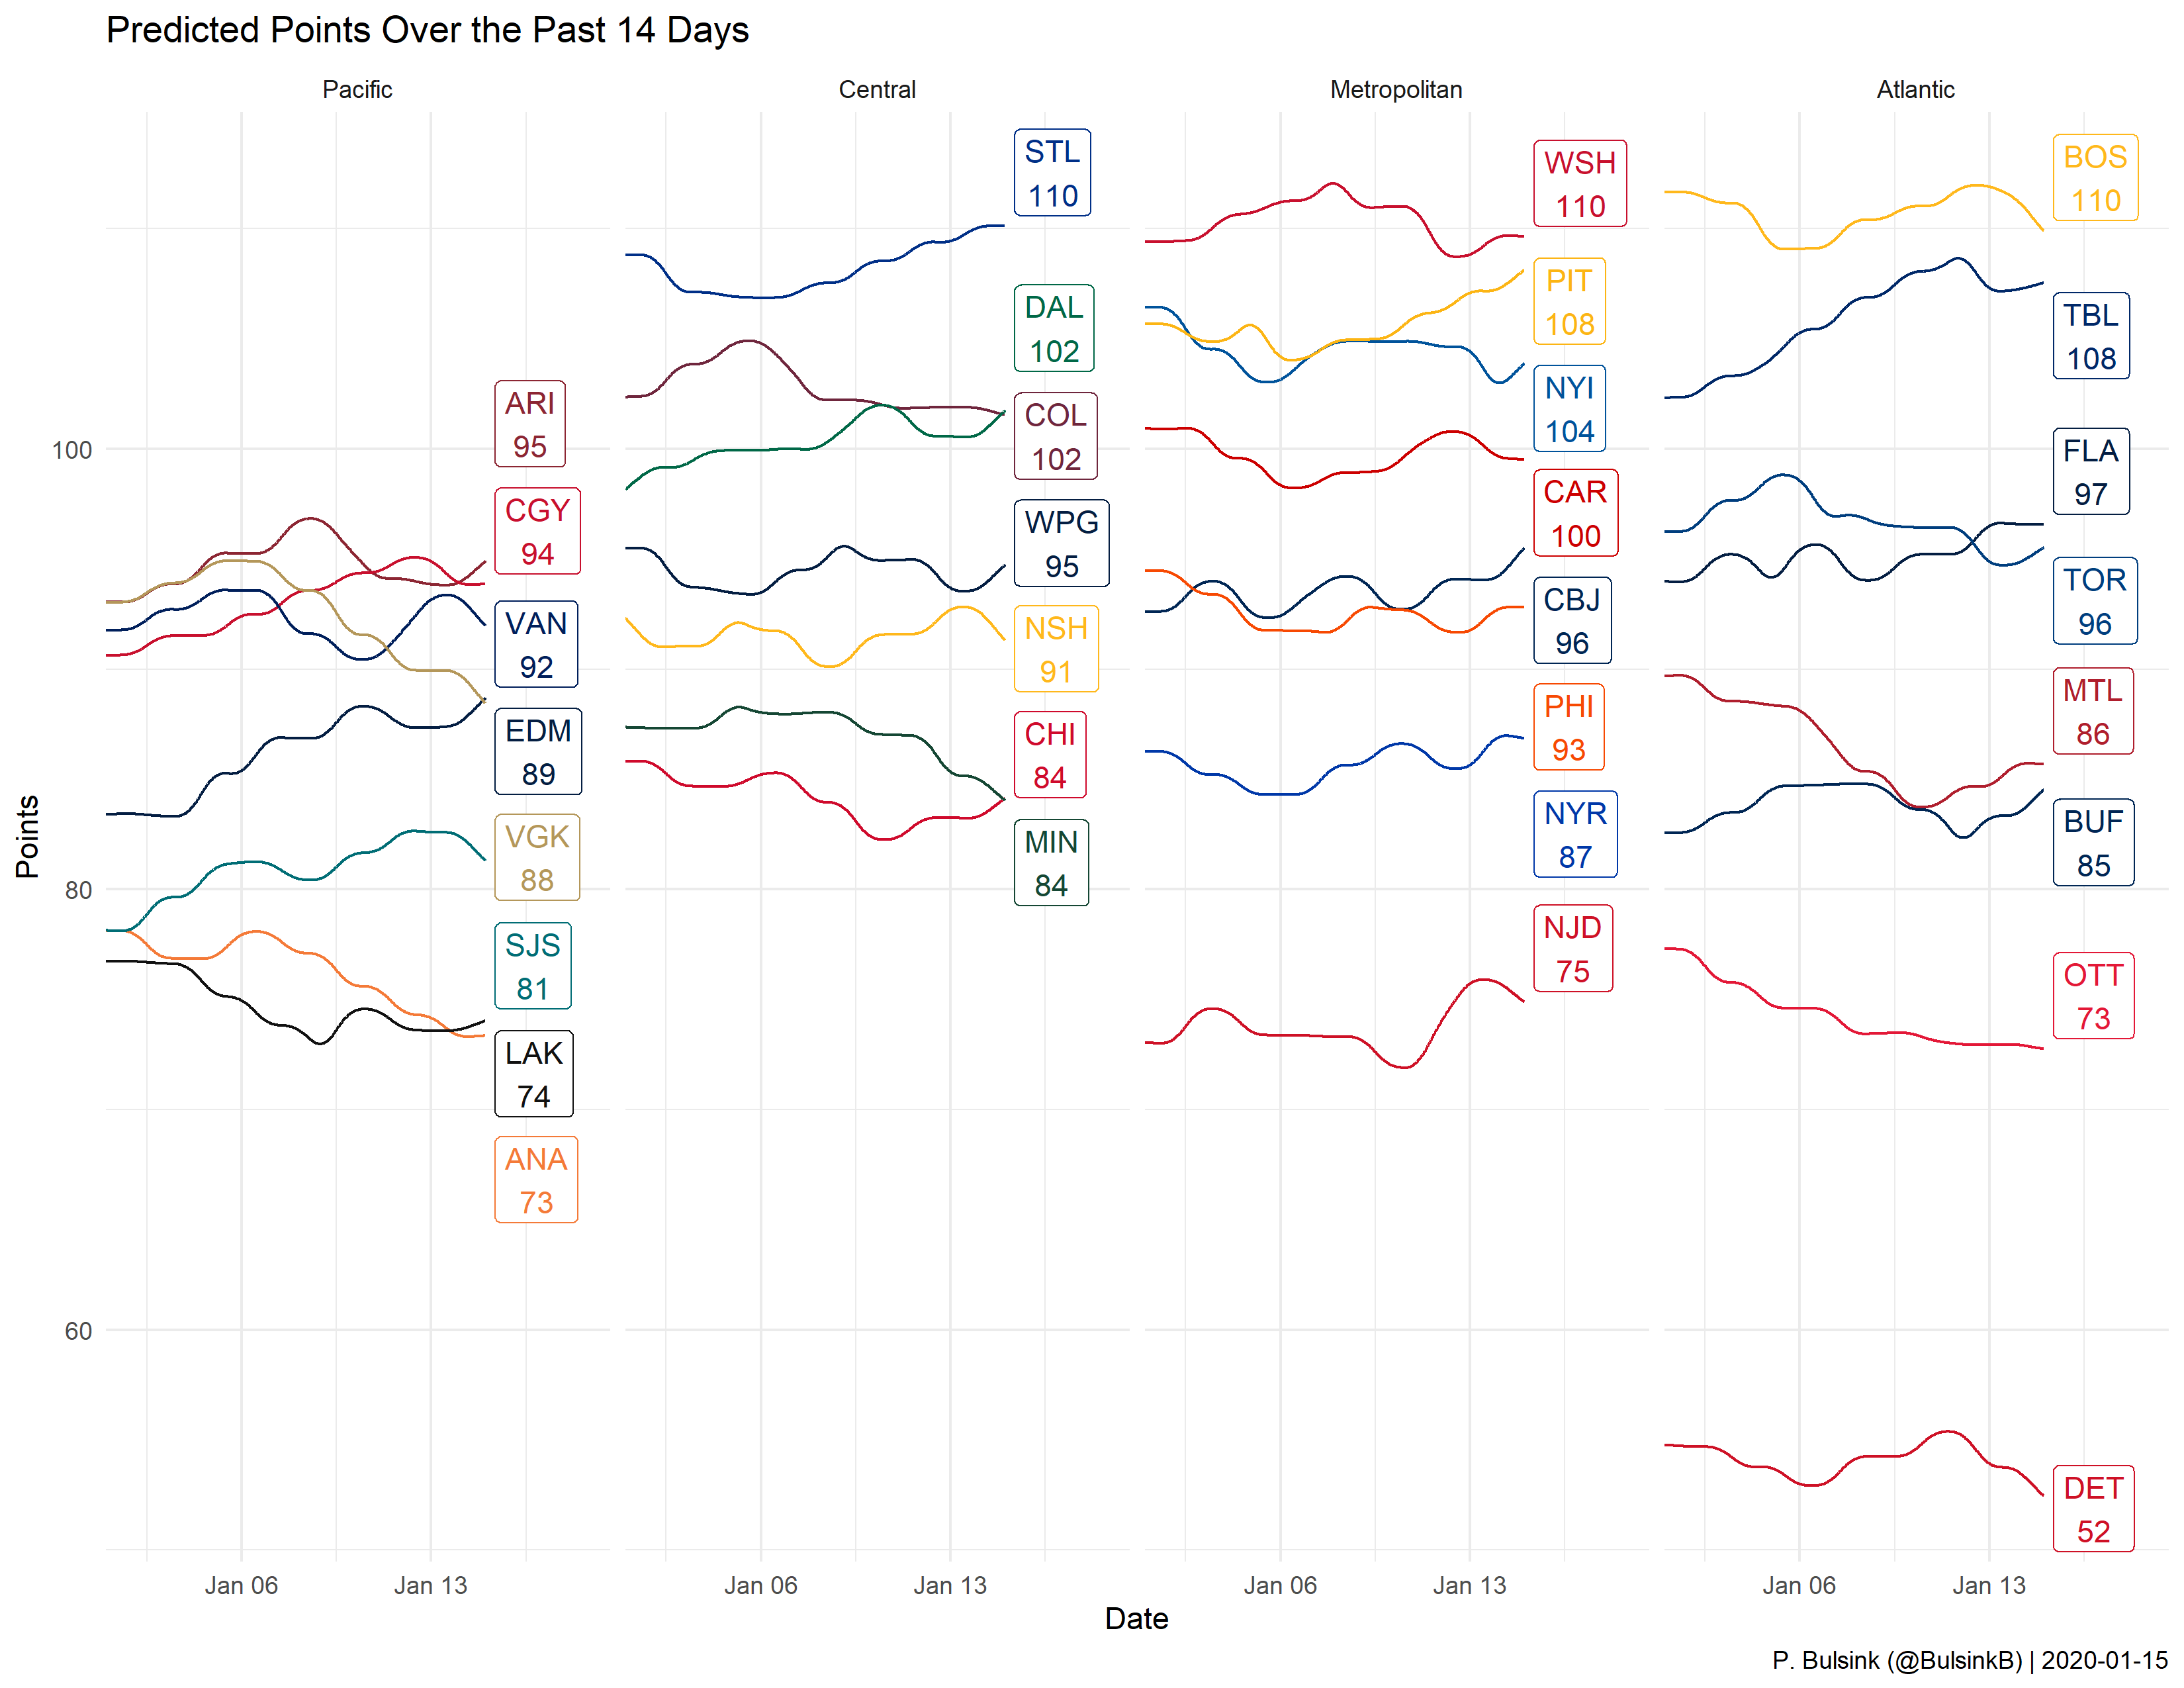 Predicted Points Over the Past 14 Days
Pacific
Central
Metropolitan
Atlantic
Points
100
80
60
ARI
95
CGY
94
VAN
92
EDM
89
VGK
88
SJS
81
LAK
74
ANA
73
STL
110
DAL
102
COL
102
WPG
95
NSH
91
CHI
84
MIN
84
WSH
110
PIT
108
NYI
104
CAR
100
CBJ
96
PHI
93
NYR
87
NJD
75
BOS
110
TBL
108
FLA
97
TOR
96
MTL
86
BUF
85
OTT
73
DET
52
Jan 06
Jan 13
Jan 06
Jan 13
Jan 06
Jan 13
Jan 06
Jan 13
Date
P. Bulsink (@BulsinkB) | 2020-01-15